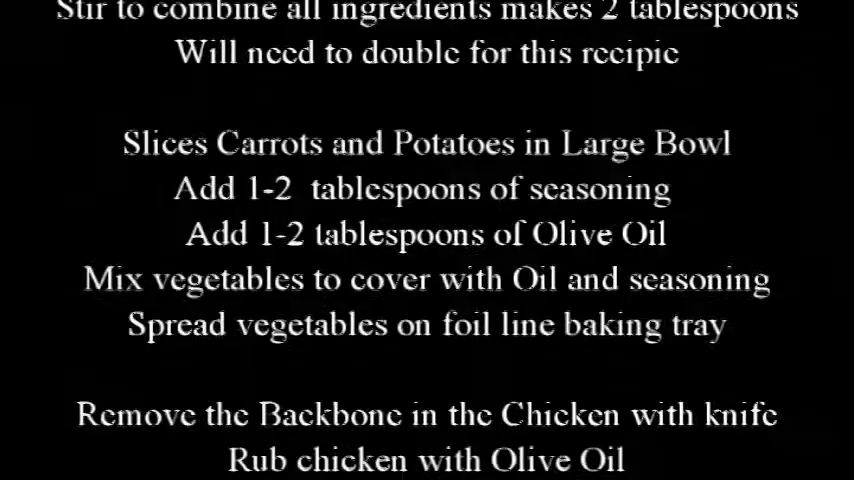 Stir to combine all ingredients makes 2 tablespoons
Will need to double for this recipie
Slices Carrots and Potatoes in Large Bowl
Add 1-2 tablespoons of seasoning
Add 1-2 tablespoons of Olive Oil
Mix vegetables to cover with Oil and seasoning
Spread vegetables on foil line baking tray
Remove the Backbone in the Chicken with knife
Rub chicken with Olive Oil